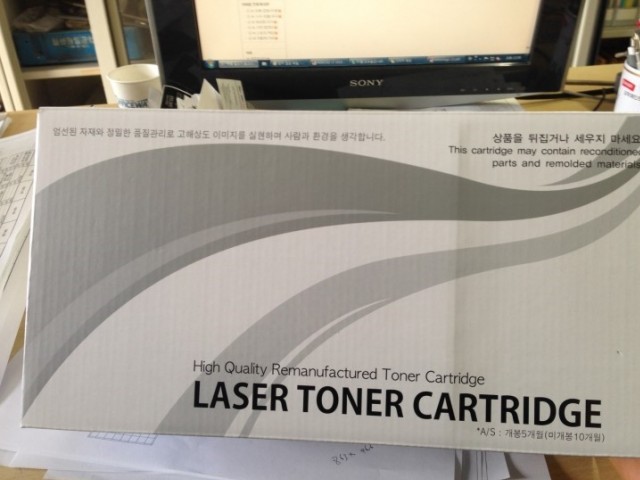 SONY
엄선된 자재와 정밀한 품질관리로 고해상도 이미지를 실현하며 사람과 환경을 생각합니다.
상품을 뒤집거나 세우지 마세요
This cartridge may contain reconditioned
parts and remolded materials
High Quality Remanufactured Toner Cartridge
LASER TONER CARTRIDGE
*A/S : 개봉5개월(미개봉10개월)